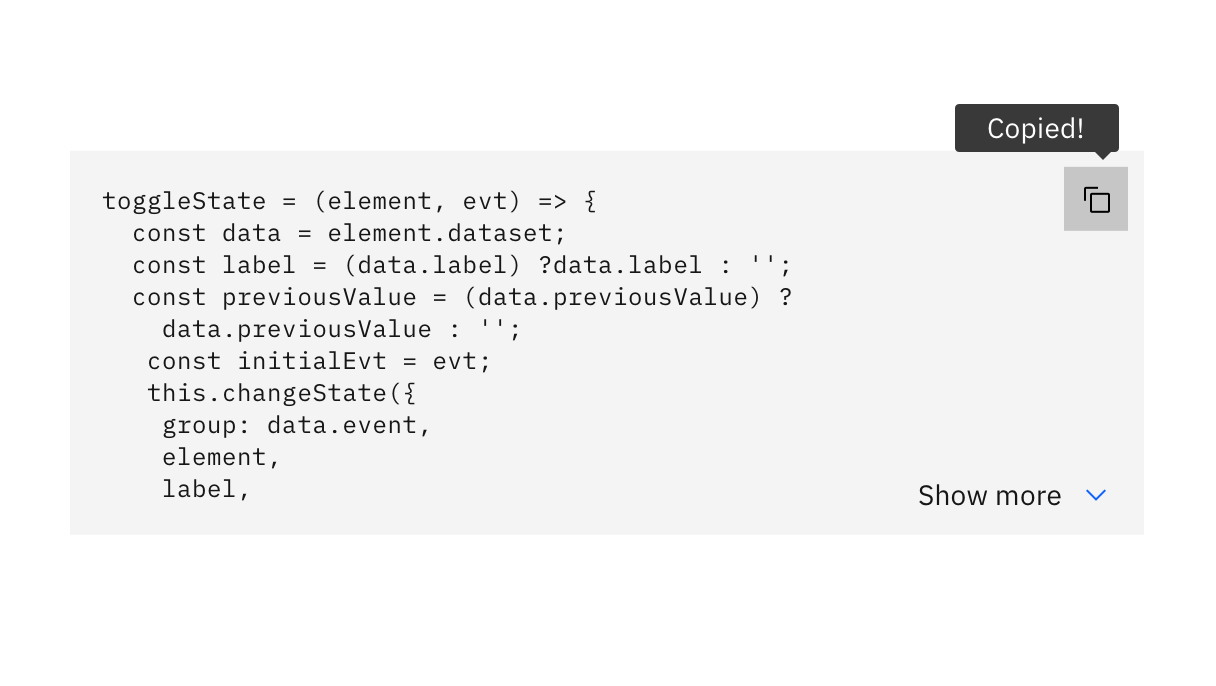 Copied!
toggleState = (element, evt) => {
  const data = element.dataset;
  const label = (data.label) ?data.label : '';
  const previousValue = (data.previousValue) ?
    data.previousValue : '';
   const initialEvt = evt;
   this.changeState({
    group: data.event,
    element,
    label,
Show more